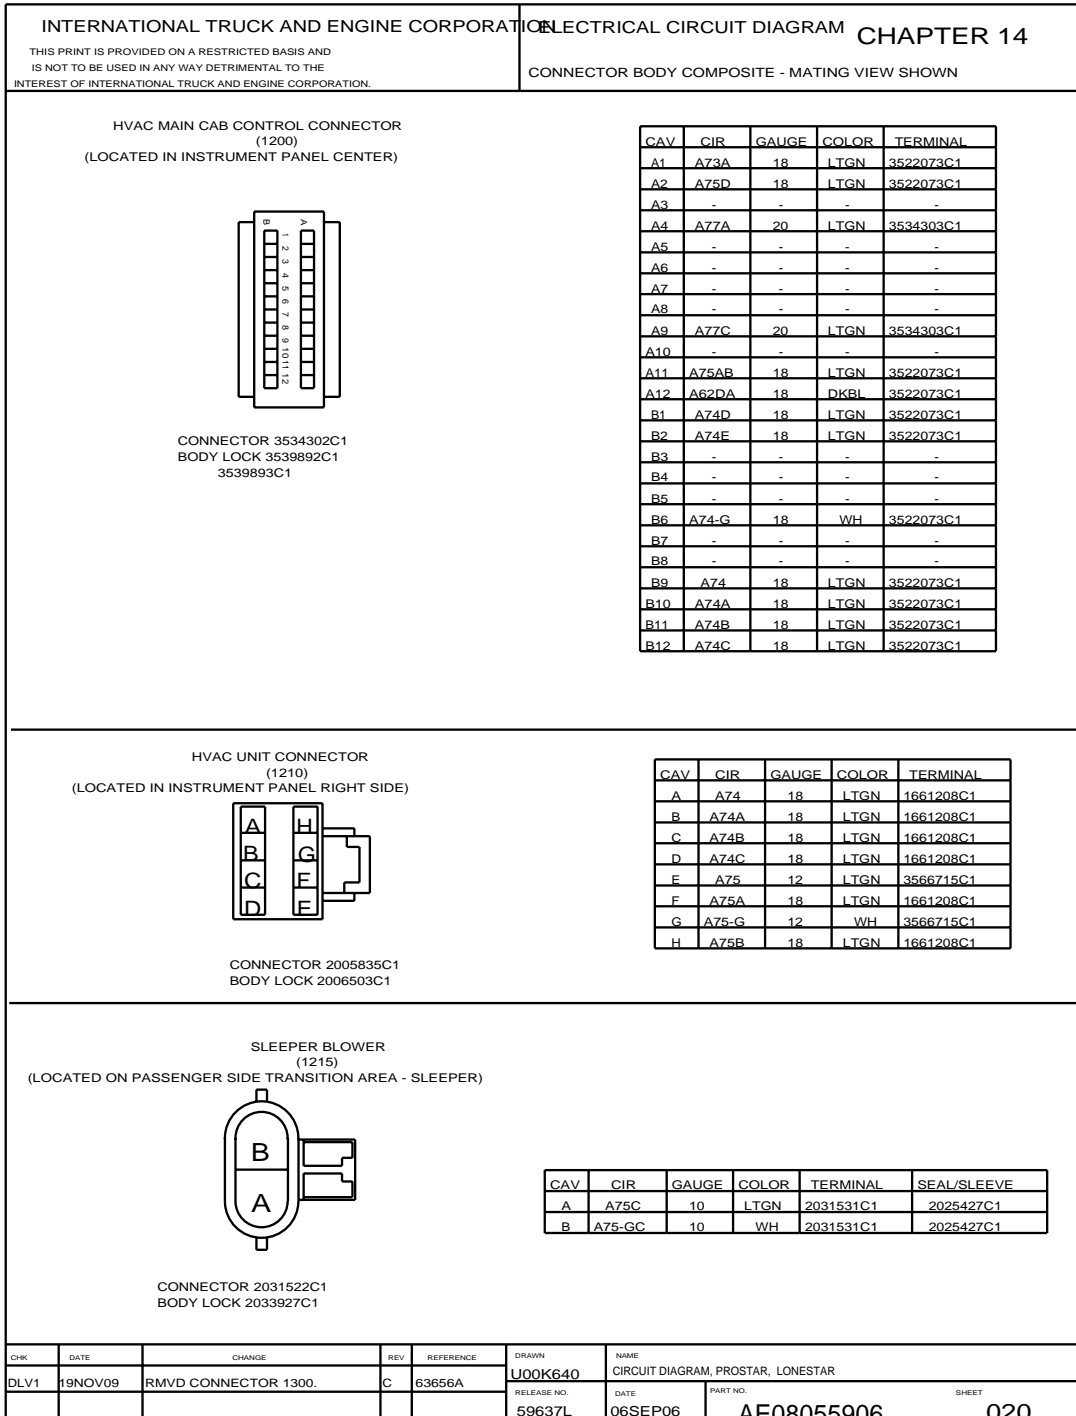 INTERNATIONAL TRUCK AND ENGINE CORPORATION
THIS PRINT IS PROVIDED ON A RESTRICTED BASIS AND
IS NOT TO BE USED IN ANY WAY DETRIMENTAL TO THE
INTEREST OF INTERNATIONAL TRUCK AND ENGINE CORPORATION.
ELECTRICAL CIRCUIT DIAGRAM CHAPTER 14
CONNECTOR BODY COMPOSITE - MATING VIEW SHOWN
HVAC MAIN CAB CONTROL CONNECTOR
(1200)
(LOCATED IN INSTRUMENT PANEL CENTER)
B A
1
2
3
4
5
6
7
8
9
10
11
12
CONNECTOR 3534302C1
BODY LOCK 3539892C1
3539893C1
CAV CIR GAUGE COLOR TERMINAL
A1 A73A 18 LTGN 3522073C1
A2 A75D 18 LTGN 3522073C1
A3 - - - -
A4 A77A 20 LTGN 3534303C1
A5 - - - -
A6 - - - -
A7 - - - -
A8 - - - -
A9 A77C 20 LTGN 3534303C1
A10 - - - -
A11 A75AB 18 LTGN 3522073C1
A12 A62DA 18 DKBL 3522073C1
B1 A74D 18 LTGN 3522073C1
B2 A74E 18 LTGN 3522073C1
B3 - - - -
B4 - - - -
B5 - - - -
B6 A74-G 18 WH 3522073C1
B7 - - - -
B8 - - - -
B9 A74 18 LTGN 3522073C1
B10 A74A 18 LTGN 3522073C1
B11 A74B 18 LTGN 3522073C1
B12 A74C 18 LTGN 3522073C1
HVAC UNIT CONNECTOR
(1210)
(LOCATED IN INSTRUMENT PANEL RIGHT SIDE)
A H
B G
C F
D E
CONNECTOR 2005835C1
BODY LOCK 2006503C1
CAV CIR GAUGE COLOR TERMINAL
A A74 18 LTGN 1661208C1
B A74A 18 LTGN 1661208C1
C A74B 18 LTGN 1661208C1
D A74C 18 LTGN 1661208C1
E A75 12 LTGN 3566715C1
F A75A 18 LTGN 1661208C1
G A75-G 12 WH 3566715C1
H A75B 18 LTGN 1661208C1
SLEEPER BLOWER
(1215)
(LOCATED ON PASSENGER SIDE TRANSITION AREA - SLEEPER)
B
A
CONNECTOR 2031522C1
BODY LOCK 2033927C1
CAV CIR GAUGE COLOR TERMINAL SEAL/SLEEVE
A A75C 10 LTGN 2031531C1 2025427C1
B A75-GC 10 WH 2031531C1 2025427C1
CHK DATE CHANGE REV REFERENCE
DLV1 19NOV09 RMVD CONNECTOR 1300. C 63656A
DRAWN
U00K640
NAME
CIRCUIT DIAGRAM, PROSTAR, LONESTAR
RELEASE NO.
59637L
DATE
06SEP06
PART NO.
AE08055906
SHEET
020